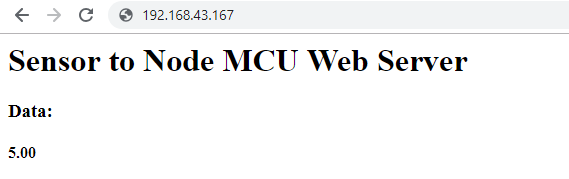 192.168.43.167
Sensor to Node MCU Web Server
Data:
5.00